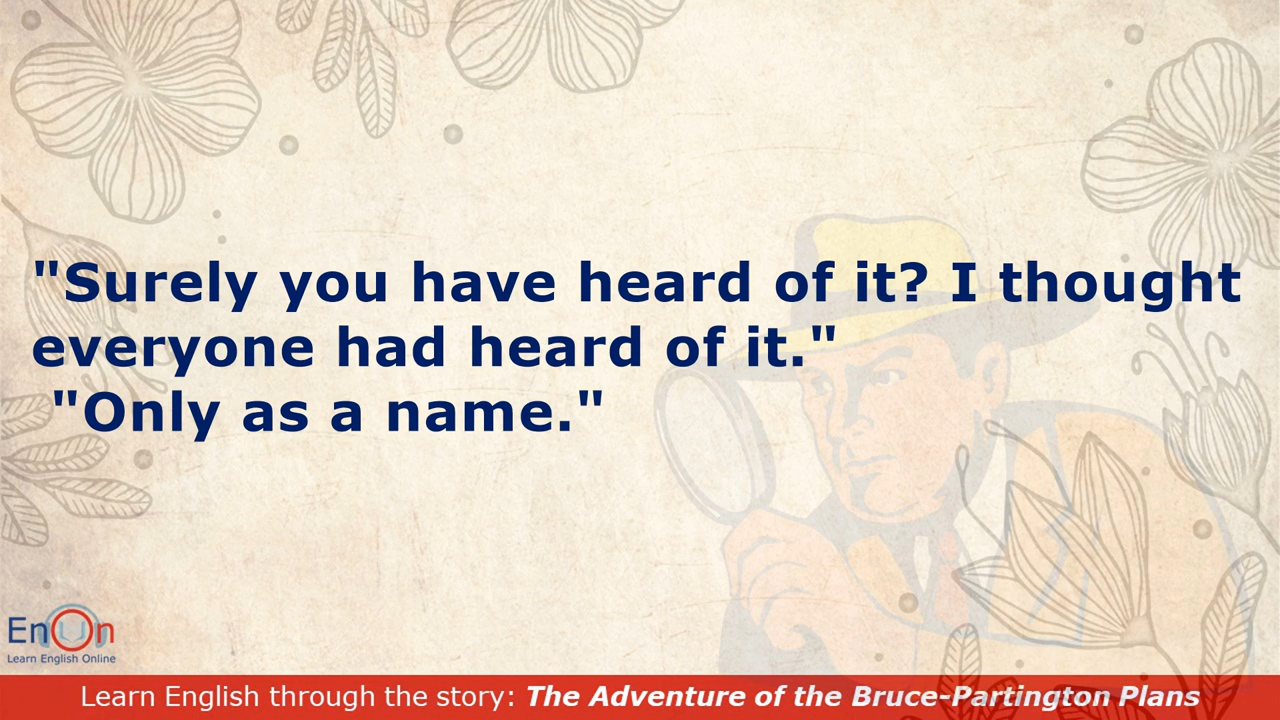 "Surely you have heard of it? I thought
everyone had heard of it."
"Only as a name."
EnOn
Learn English Online
Learn English through the story: The Adventure of the Bruce-Partington Plans